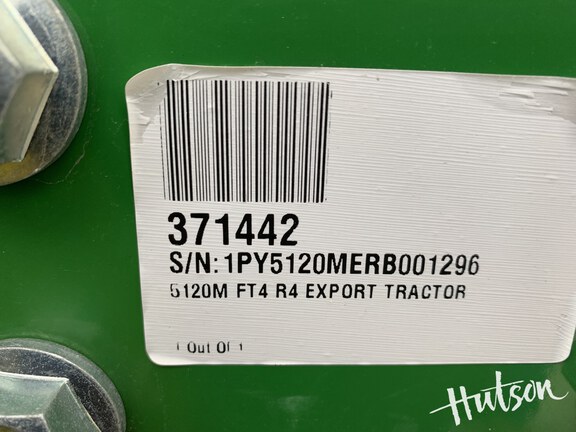 371442
S/N: 1PY5120MERB001296
5120M FT4 R4 EXPORT TRACTOR
1 Out Of 1
Hutson